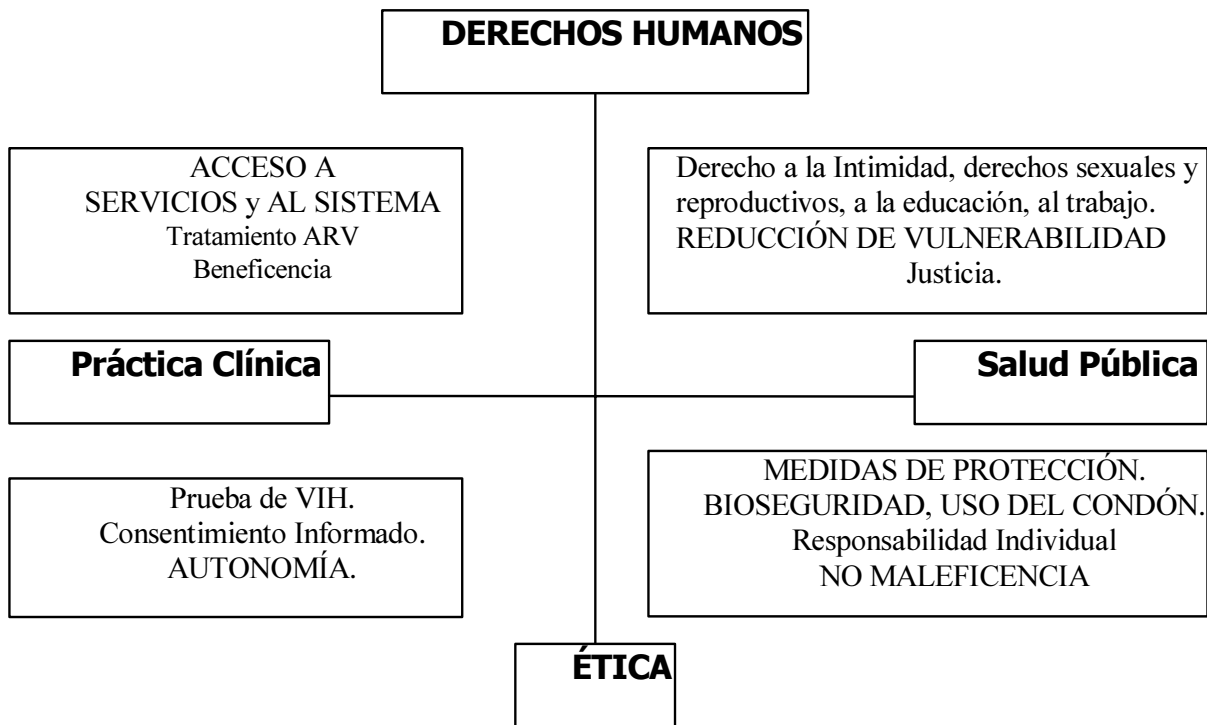 DERECHOS HUMANOS
ACCESO A
SERVICIOS y AL SISTEMA
Tratamiento ARV
Beneficencia
Derecho a la Intimidad, derechos sexuales y
reproductivos, a la educación, al trabajo.
REDUCCIÓN DE VULNERABILIDAD
Justicia.
Práctica Clínica
Salud Pública
Prueba de VIH.
Consentimiento Informado.
AUTONOMÍA.
MEDIDAS DE PROTECCIÓN.
BIOSEGURIDAD, USO DEL CONDÓN.
Responsabilidad Individual
NO MALEFICENCIA
ÉTICA